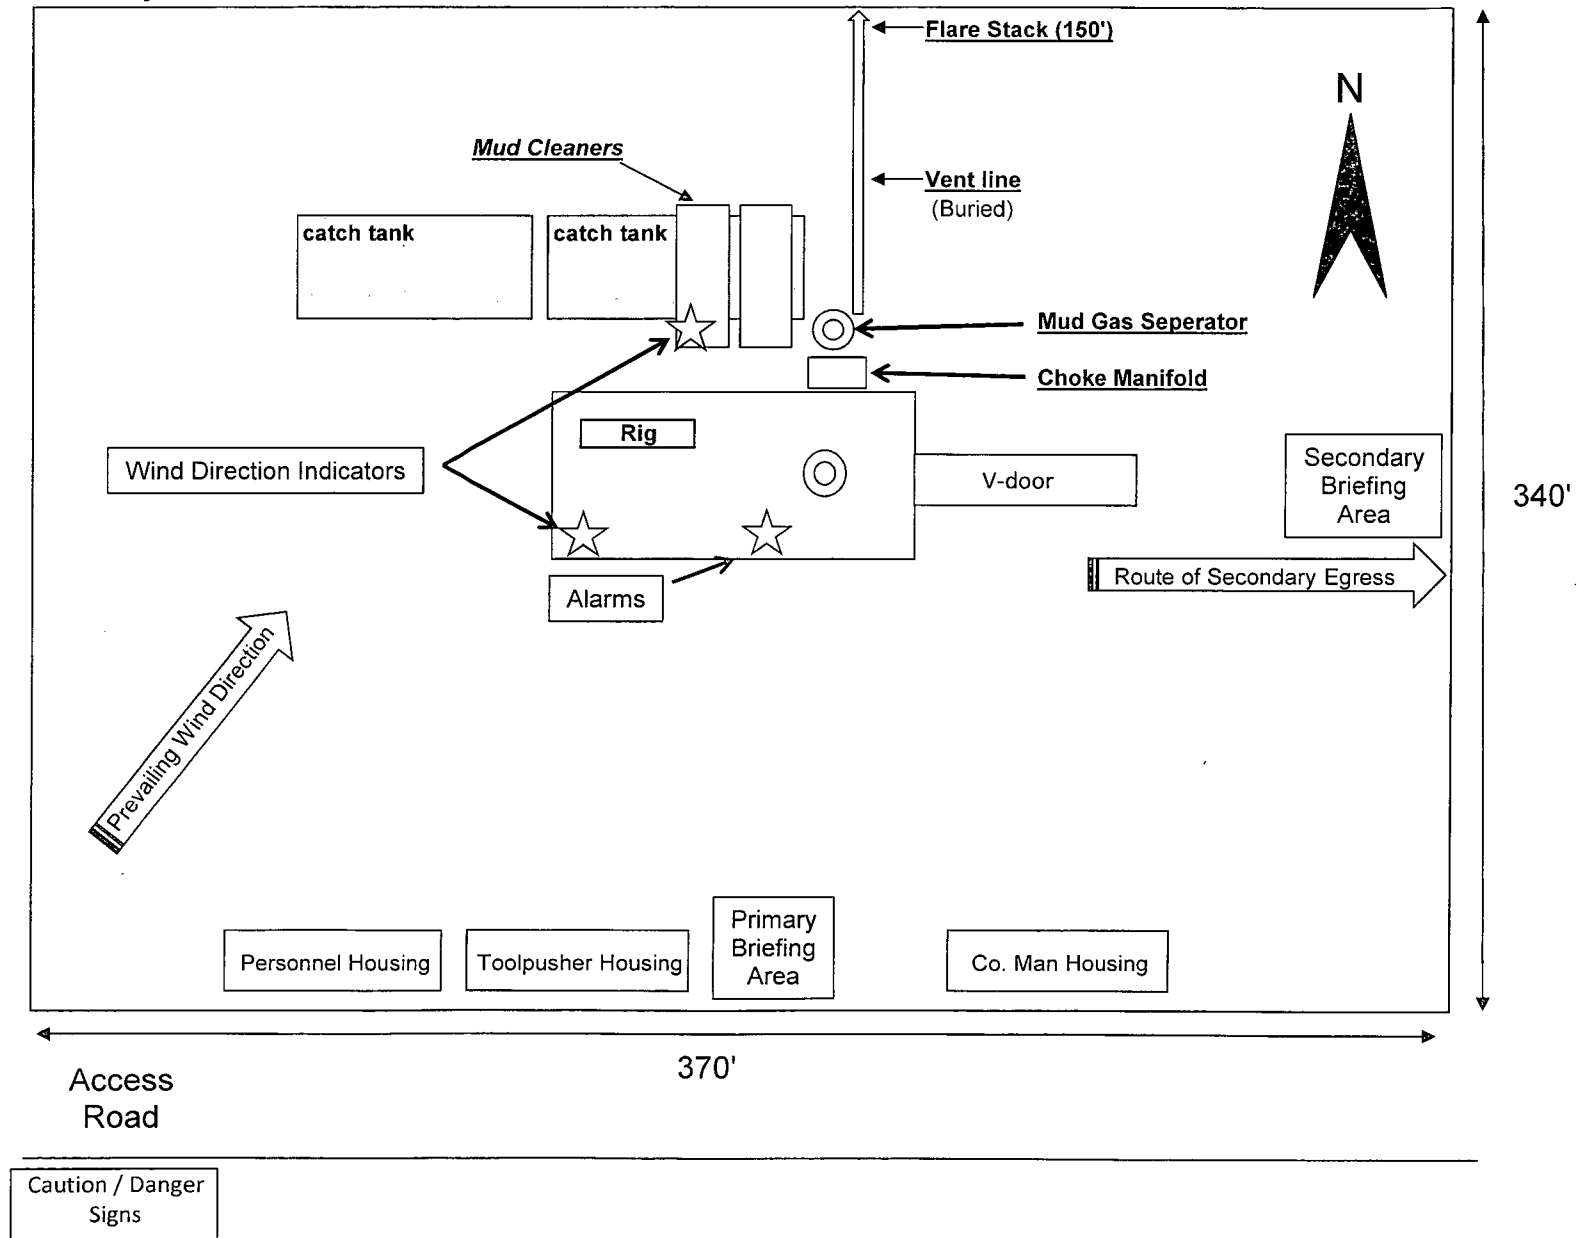 Flare Stack (150')
N
Mud Cleaners
Vent line
(Buried)
catch tank
catch tank
Mud Gas Seperator
Choke Manifold
Rig
Wind Direction Indicators
V-door
Secondary
Briefing
Area
340'
Route of Secondary Egress
Alarms
Prevailing Wind Direction
Primary
Briefing
Area
Personnel Housing
Toolpusher Housing
Co. Man Housing
370'
Access
Road
Caution / Danger
Signs